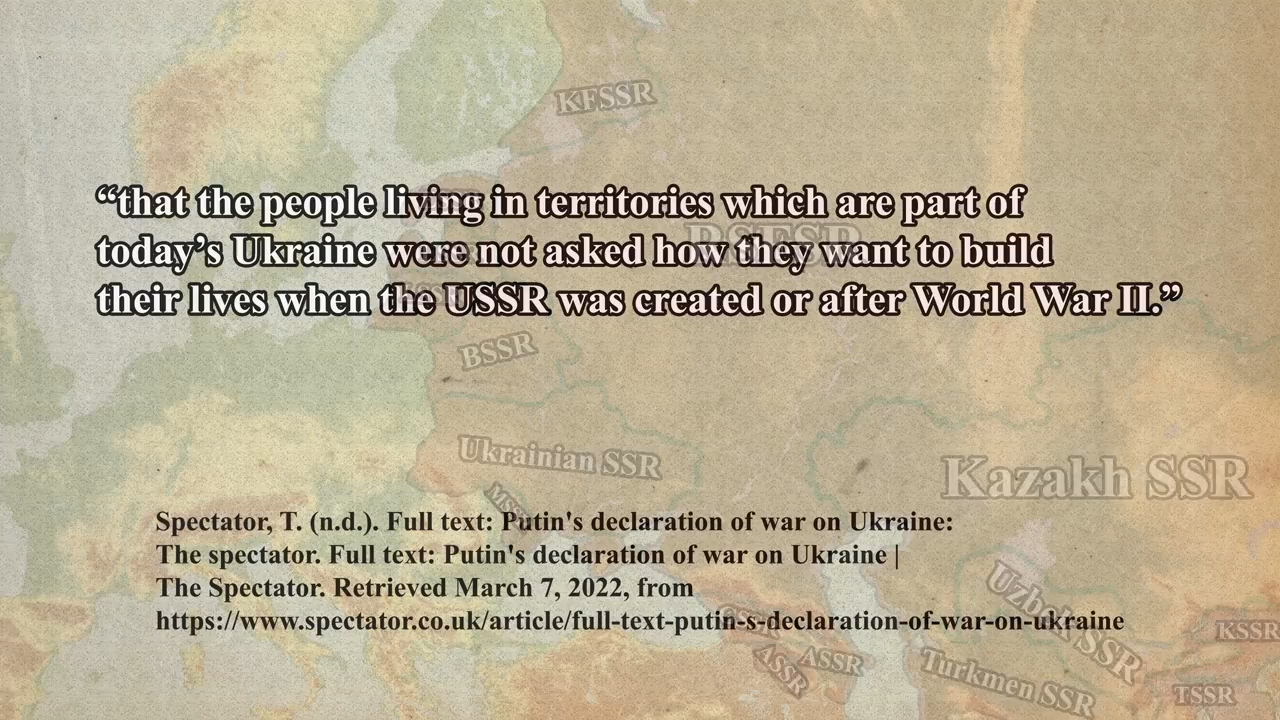 KFSSR
“that the people living in territories which are part of
today’s Ukraine were not asked how they want to build
their lives when the USSR was created or after World War II.”
RSFSR
BSSR
Ukrainian SSR
Kazakh SSR
Spectator, T. (n.d.). Full text: Putin's declaration of war on Ukraine:
The spectator. Full text: Putin's declaration of war on Ukraine |
The Spectator. Retrieved March 7, 2022, from
https://www.spectator.co.uk/article/full-text-putin-s-declaration-of-war-on-ukraine
Uzbek SSR
KSSR
ASSR
ASSR
Turkmen SSR
TSSR